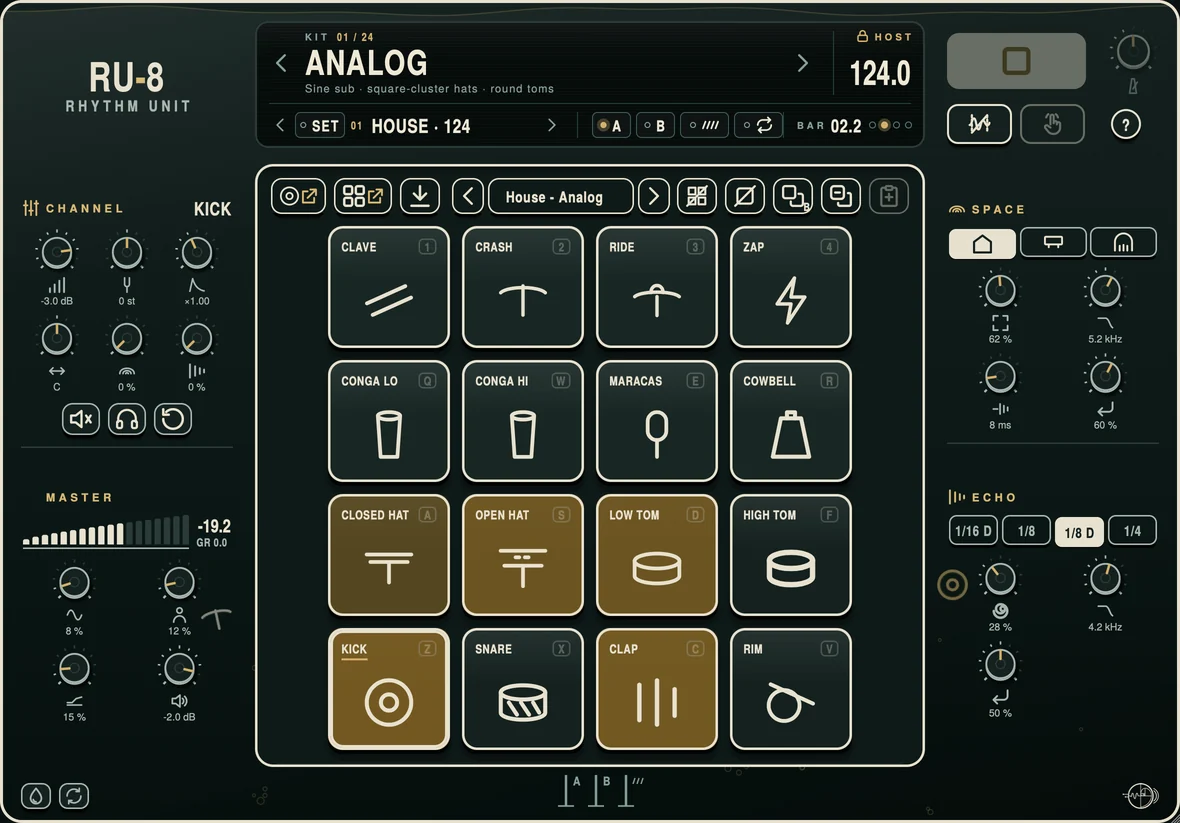 RU-8
RHYTHM UNIT
KIT 01 / 24
ANALOG
Sine sub · square-cluster hats · round toms
HOST
124.0
SET 01 HOUSE · 124
A B //// BAR 02.2
?
CHANNEL KICK
-3.0 dB 0 st ×1.00
C 0 % 0 %
MASTER
-19.2
GR 0.0
8 % 12 %
15 % -2.0 dB
House - Analog
B
CLAVE 1 CRASH 2 RIDE 3 ZAP 4
CONGA LO Q CONGA HI W MARACAS E COWBELL R
CLOSED HAT A OPEN HAT S LOW TOM D HIGH TOM F
KICK Z SNARE X CLAP C RIM V
A B ///
SPACE
62 % 5.2 kHz
8 ms 60 %
ECHO
1/16 D 1/8 1/8 D 1/4
28 % 4.2 kHz
50 %